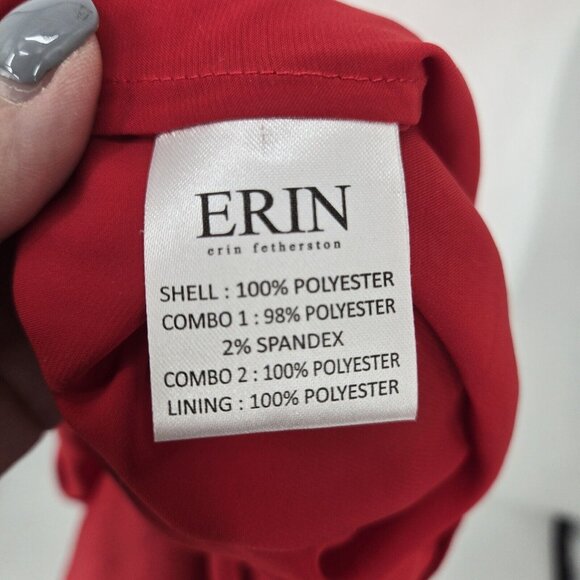 ERIN
erin fetherston
SHELL : 100% POLYESTER
COMBO 1 : 98% POLYESTER
2% SPANDEX
COMBO 2 : 100% POLYESTER
LINING : 100% POLYESTER